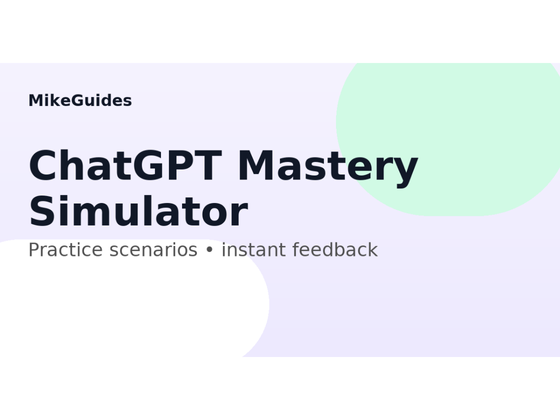 MikeGuides
ChatGPT Mastery
Simulator
Practice scenarios • instant feedback